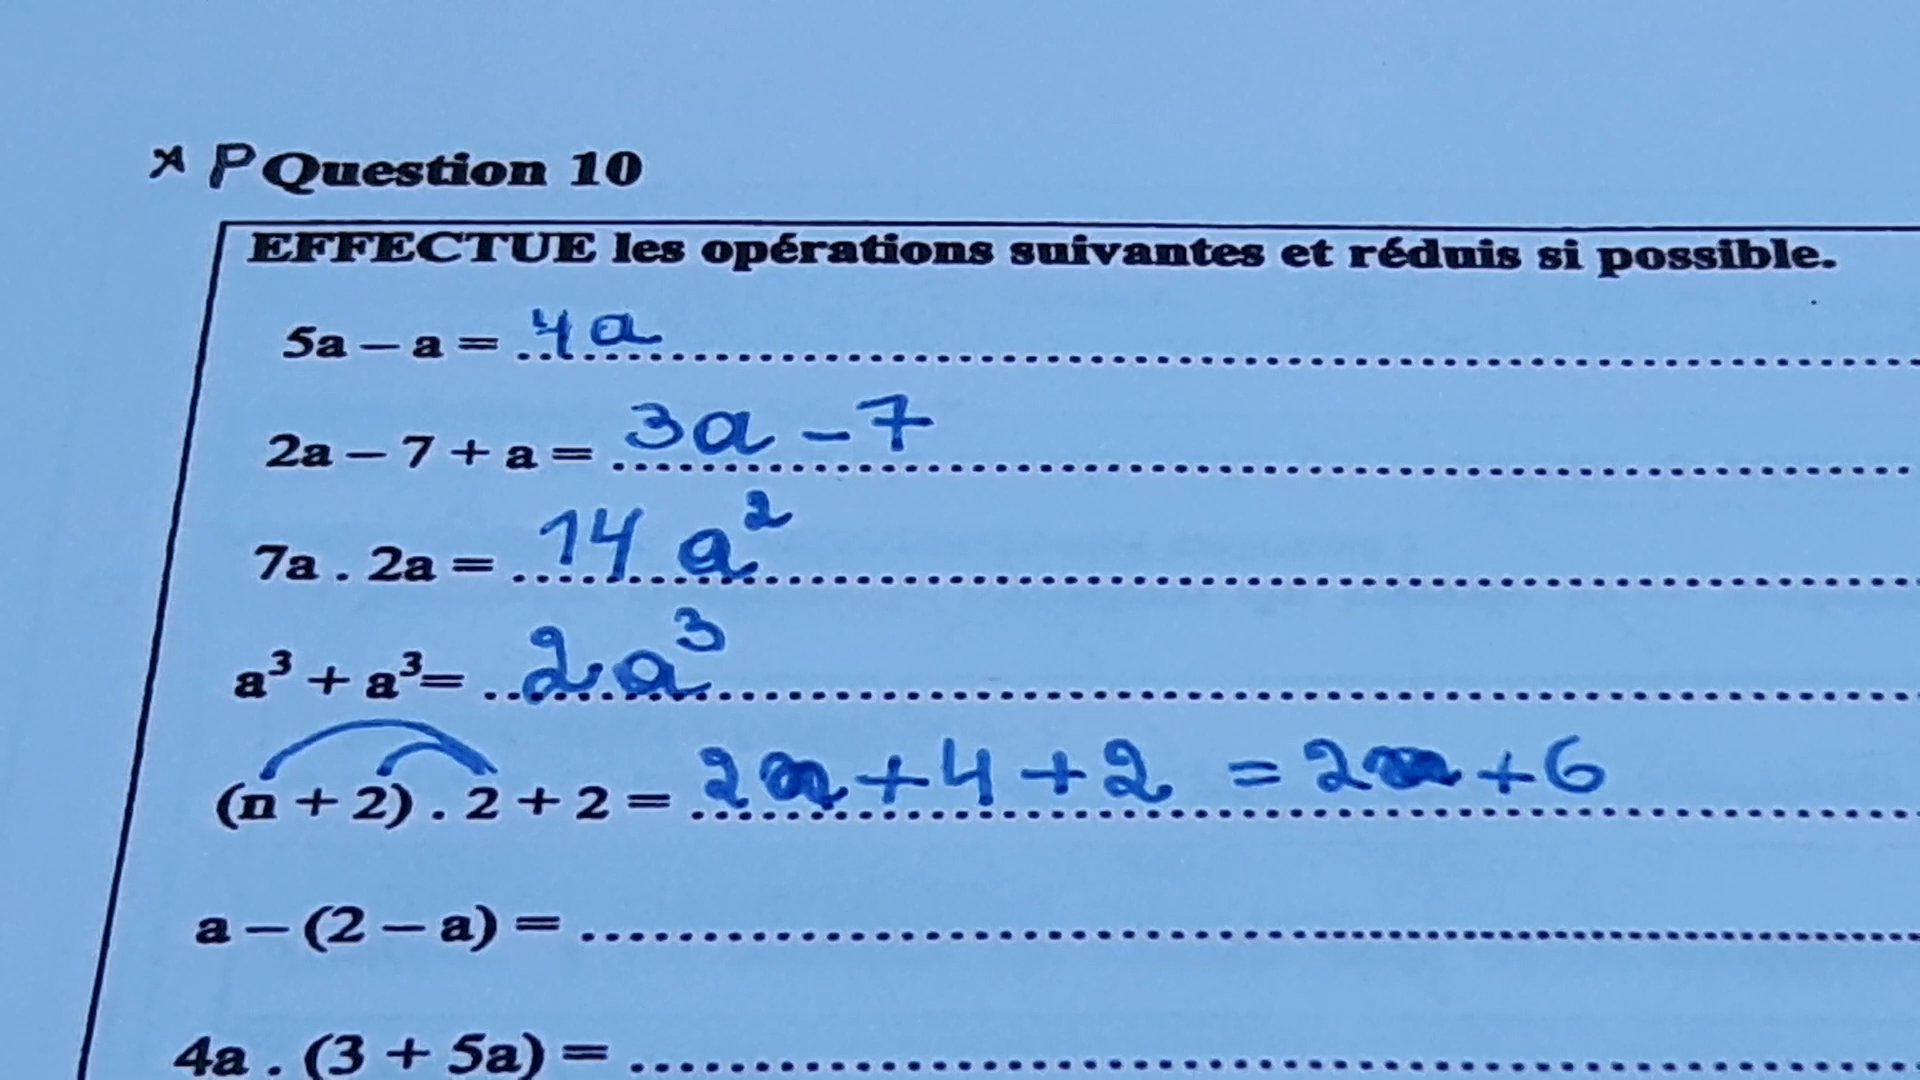 × P Question 10
EFFECTUE les opérations suivantes et réduis si possible.
5a – a = 4a
2a – 7 + a = 3a – 7
7a . 2a = 14 a²
a³ + a³= 2a³
(n + 2) . 2 + 2 = 2n + 4 + 2 = 2n + 6
a – (2 – a) =
4a . (3 + 5a) =